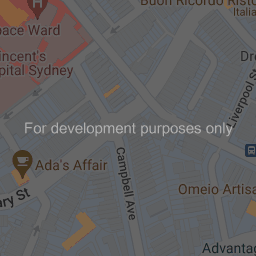 Buon Ricordo Risto
Italia
pace Ward
incent's
pital Sydney
Dr
Liverpool St
For development purposes only
Ada's Affair
Campbell Ave
ry St
Omeio Artisa
Advantag